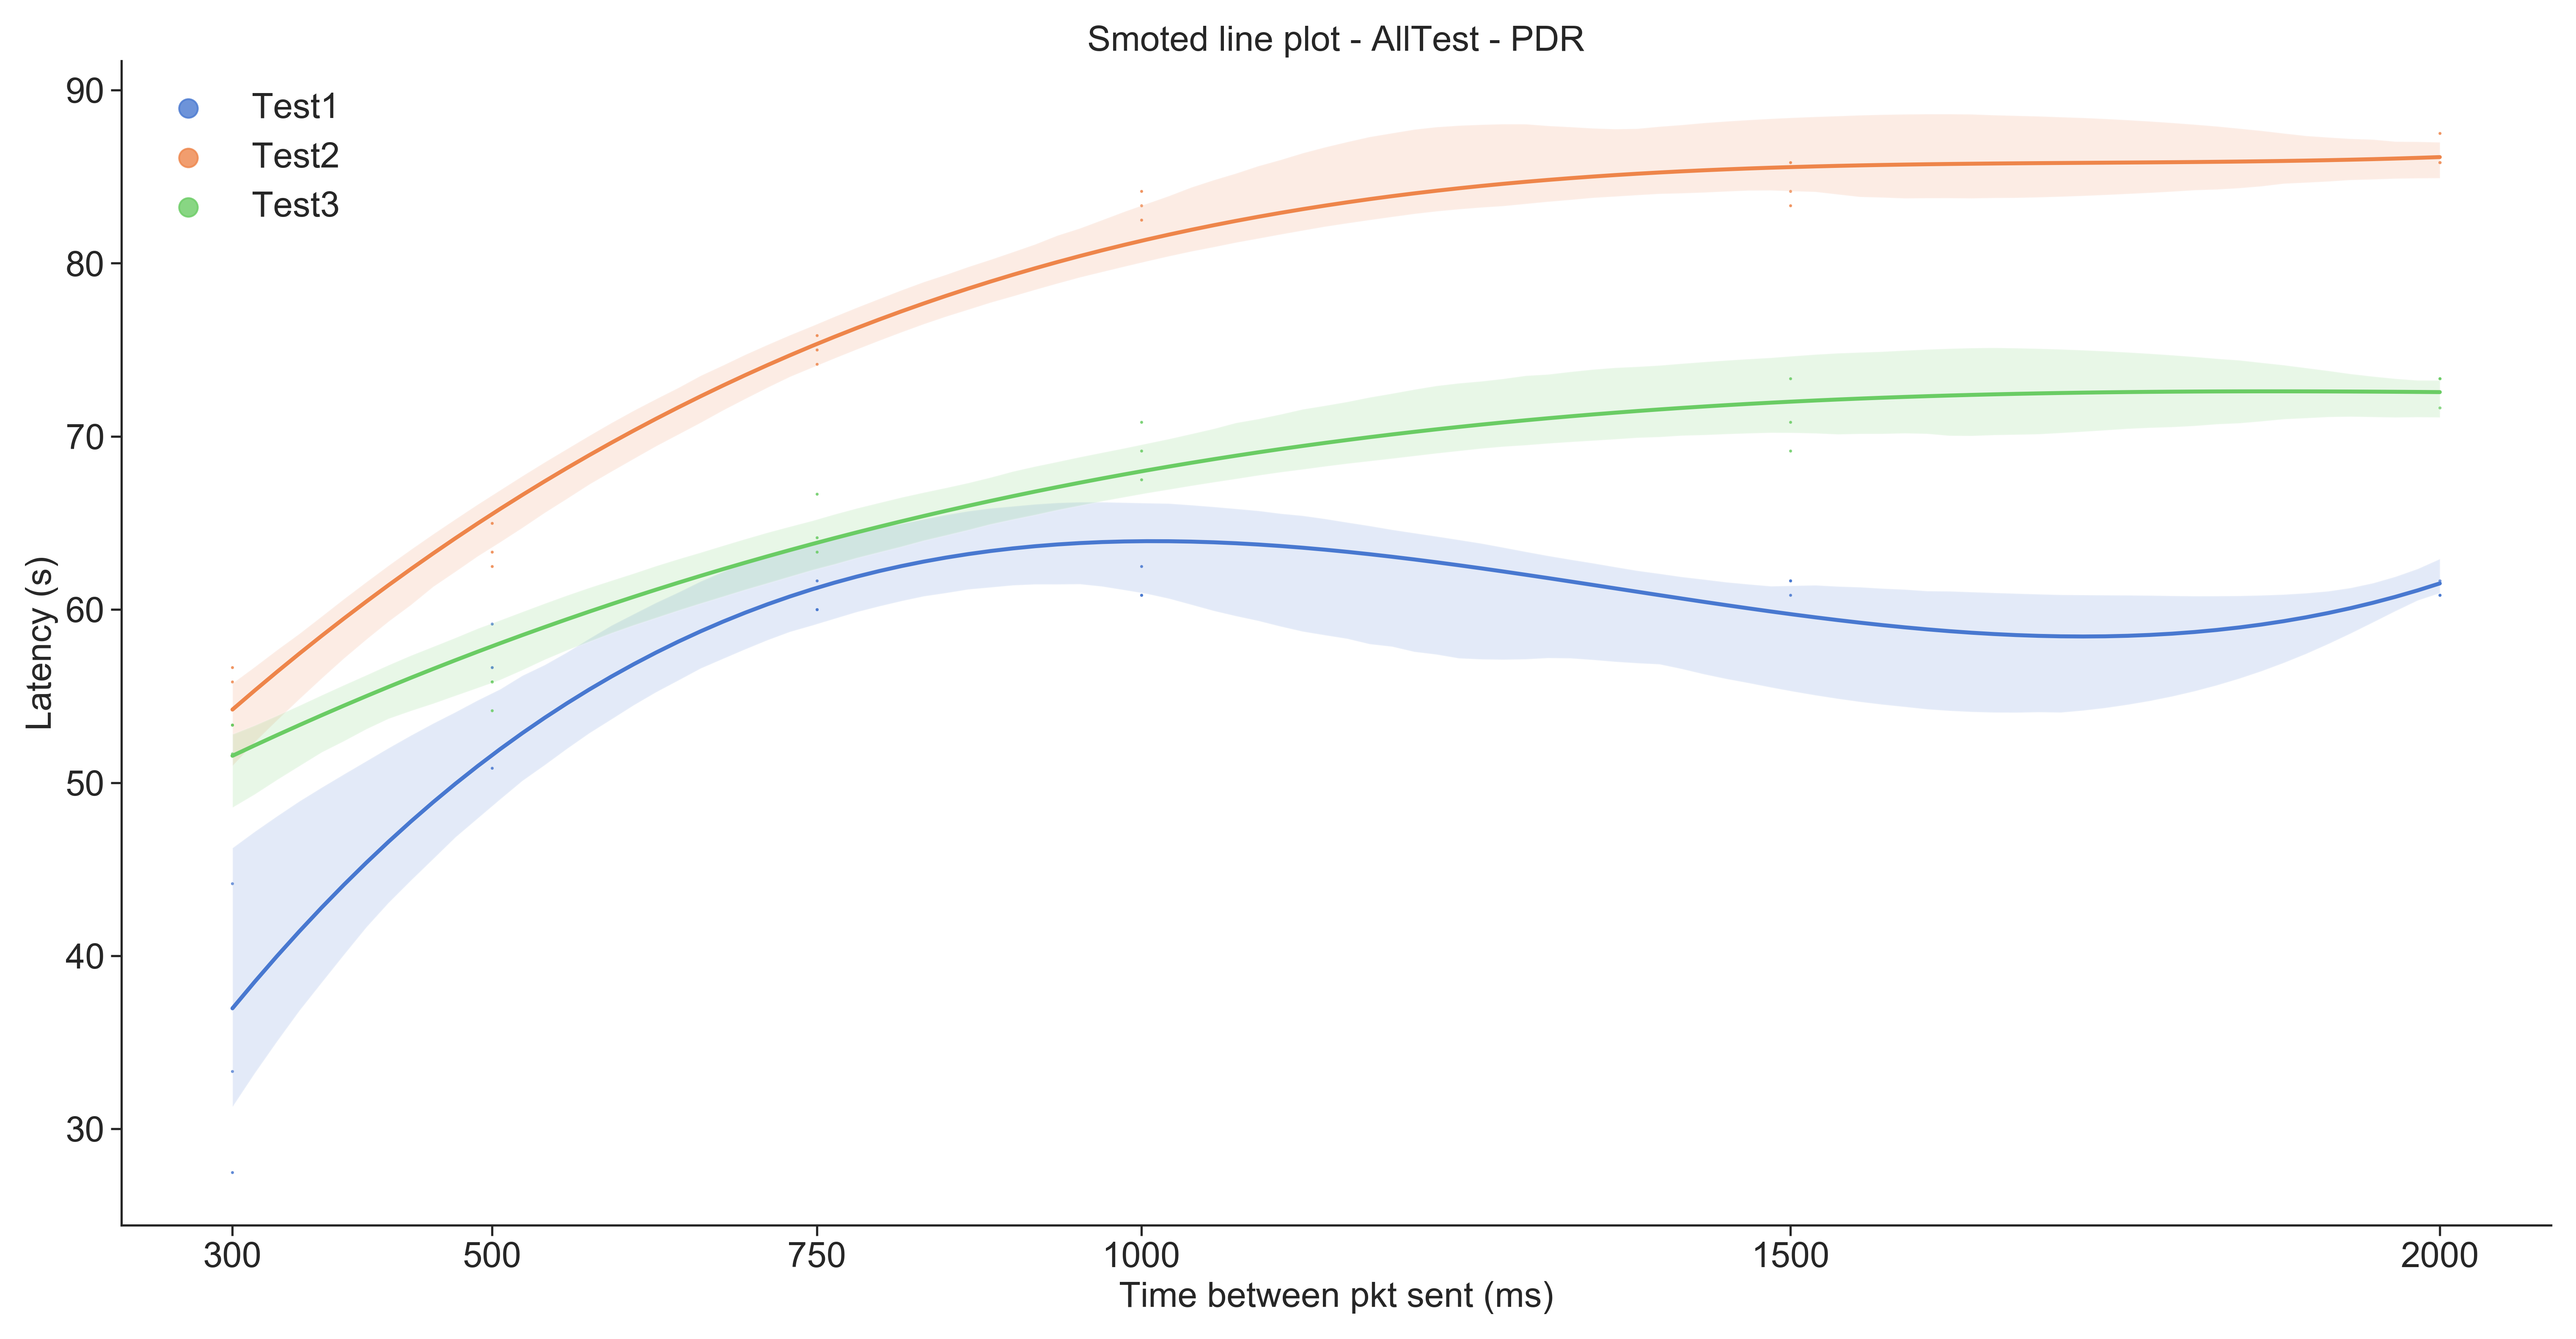 Smoted line plot - AllTest - PDR
Test1
Test2
Test3
90
80
70
60
50
40
30
Latency (s)
300 500 750 1000 1500 2000
Time between pkt sent (ms)